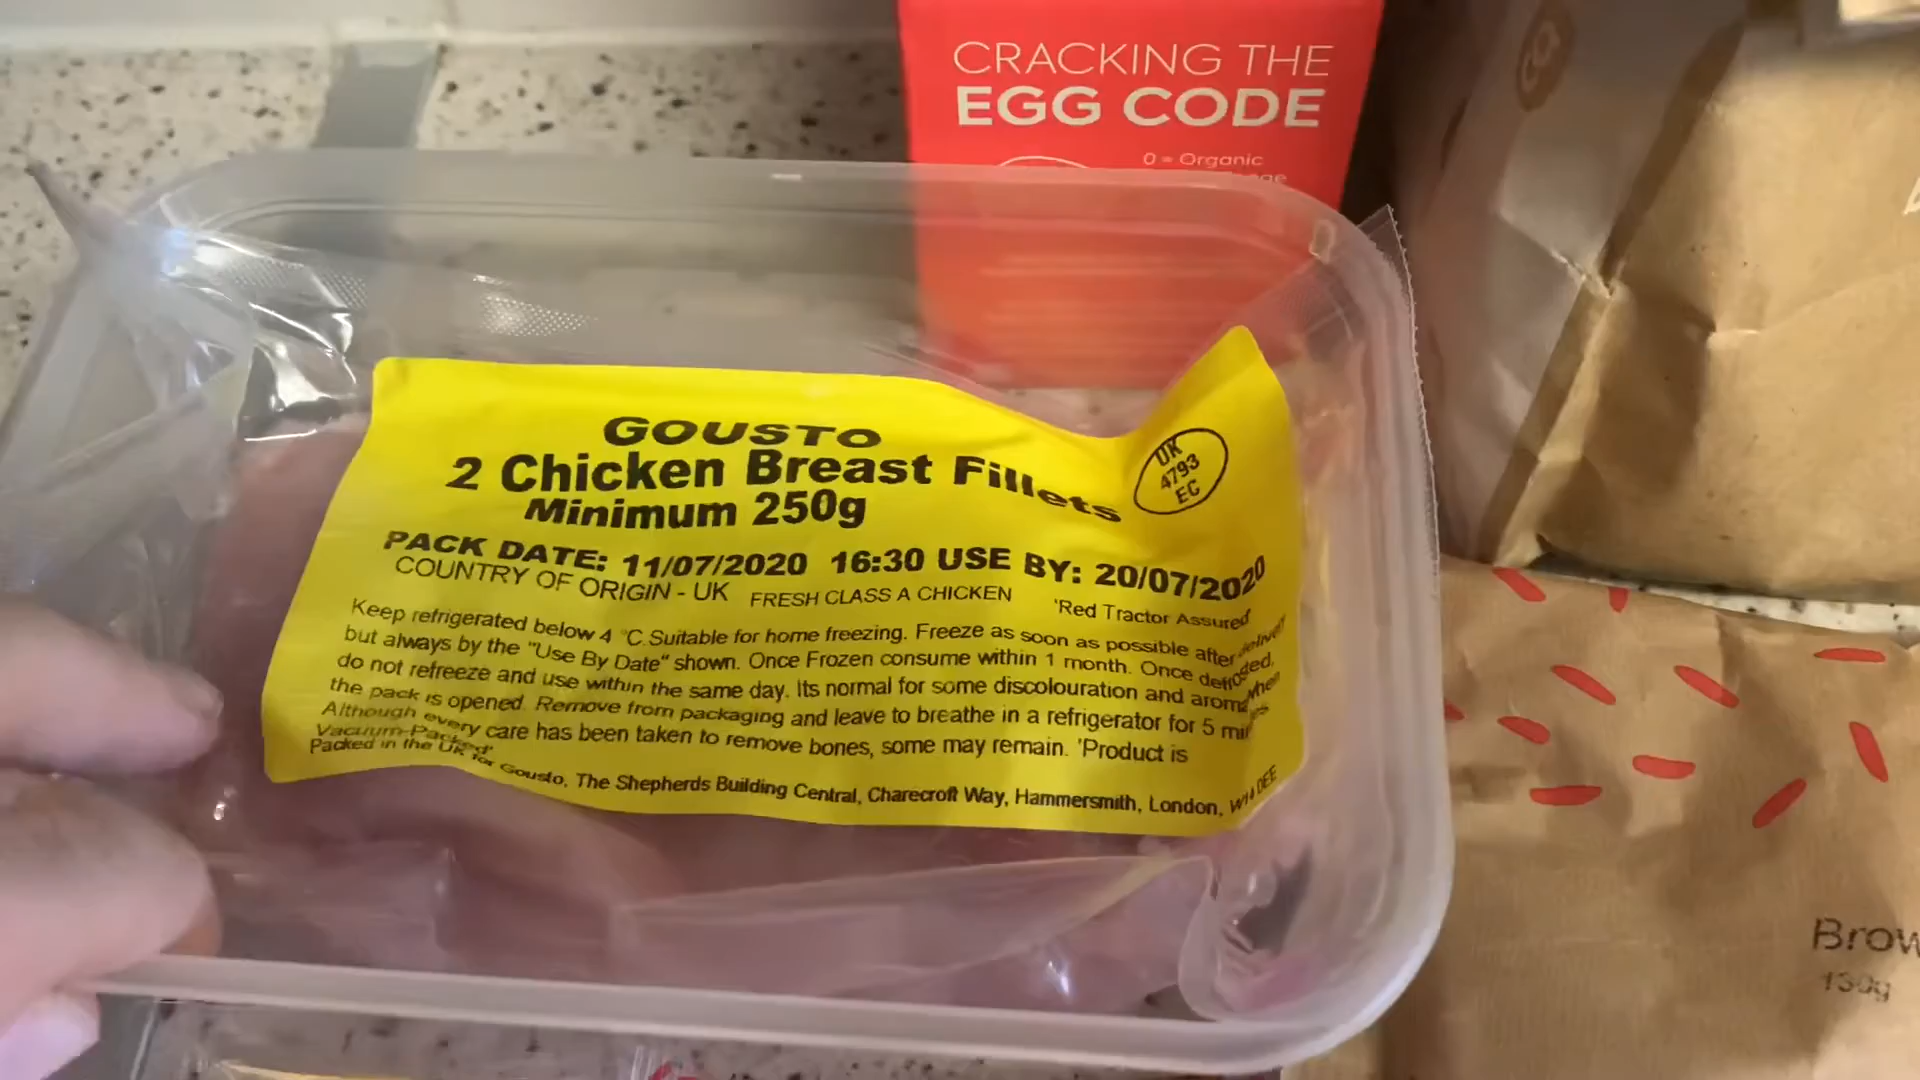 CRACKING THE
EGG CODE
0 = Organic
GOUSTO
2 Chicken Breast Fillets
Minimum 250g
UK
4793
EC
PACK DATE: 11/07/2020 16:30 USE BY: 20/07/2020
COUNTRY OF ORIGIN - UK FRESH CLASS A CHICKEN 'Red Tractor Assured'
Keep refrigerated below 4 °C. Suitable for home freezing. Freeze as soon as possible after delivery
but always by the "Use By Date" shown. Once Frozen consume within 1 month. Once defrosted,
do not refreeze and use within the same day. Its normal for some discolouration and aroma when
the pack is opened. Remove from packaging and leave to breathe in a refrigerator for 5
Although every care has been taken to remove bones, some may remain. 'Product is
Vacuum-Packed'
Packed in the UK for Gousto, The Shepherds Building Central, Charecroft Way, Hammersmith, London,
Brow